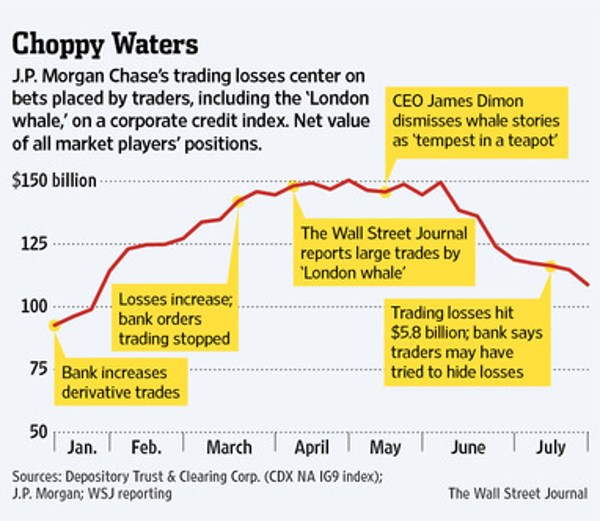 Choppy Waters
J.P. Morgan Chase's trading losses center on
bets placed by traders, including the 'London
whale,' on a corporate credit index. Net value
of all market players' positions.
CEO James Dimon
dismisses whale stories
as 'tempest in a teapot'
$150 billion
125
100
75
50
The Wall Street Journal
reports large trades by
'London whale'
Losses increase;
bank orders
trading stopped
Trading losses hit
$5.8 billion; bank says
traders may have
tried to hide losses
Bank increases
derivative trades
Jan. Feb. March April May June July
Sources: Depository Trust & Clearing Corp. (CDX NA IG9 index);
J.P. Morgan; WSJ reporting
The Wall Street Journal